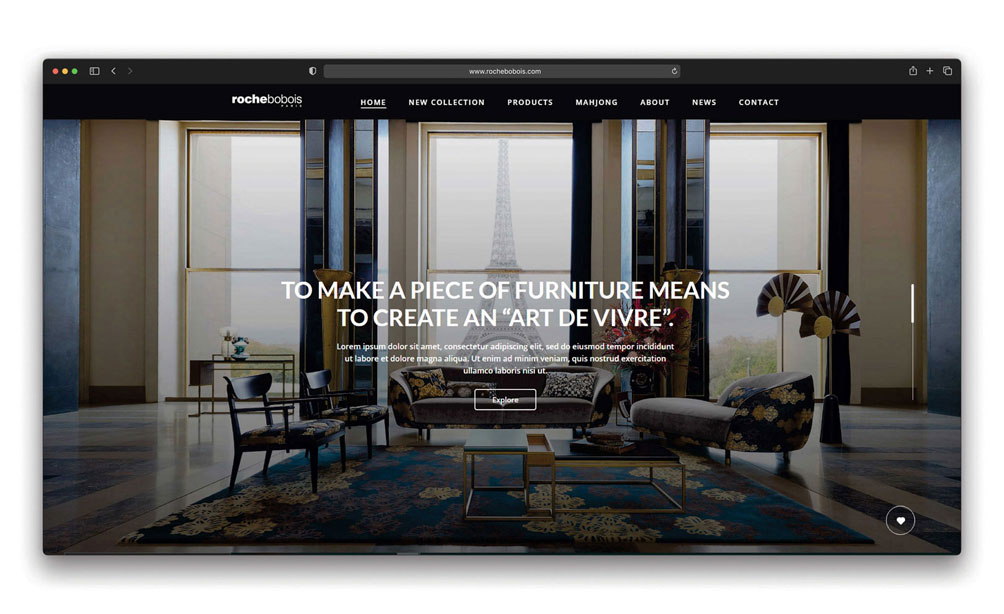 www.rochebobois.com
rochebobois
PARIS
HOME NEW COLLECTION PRODUCTS MAHJONG ABOUT NEWS CONTACT
TO MAKE A PIECE OF FURNITURE MEANS
TO CREATE AN “ART DE VIVRE”.
Lorem ipsum dolor sit amet, consectetur adipiscing elit, sed do eiusmod tempor incididunt
ut labore et dolore magna aliqua. Ut enim ad minim veniam, quis nostrud exercitation
ullamco laboris nisi ut.
Explore